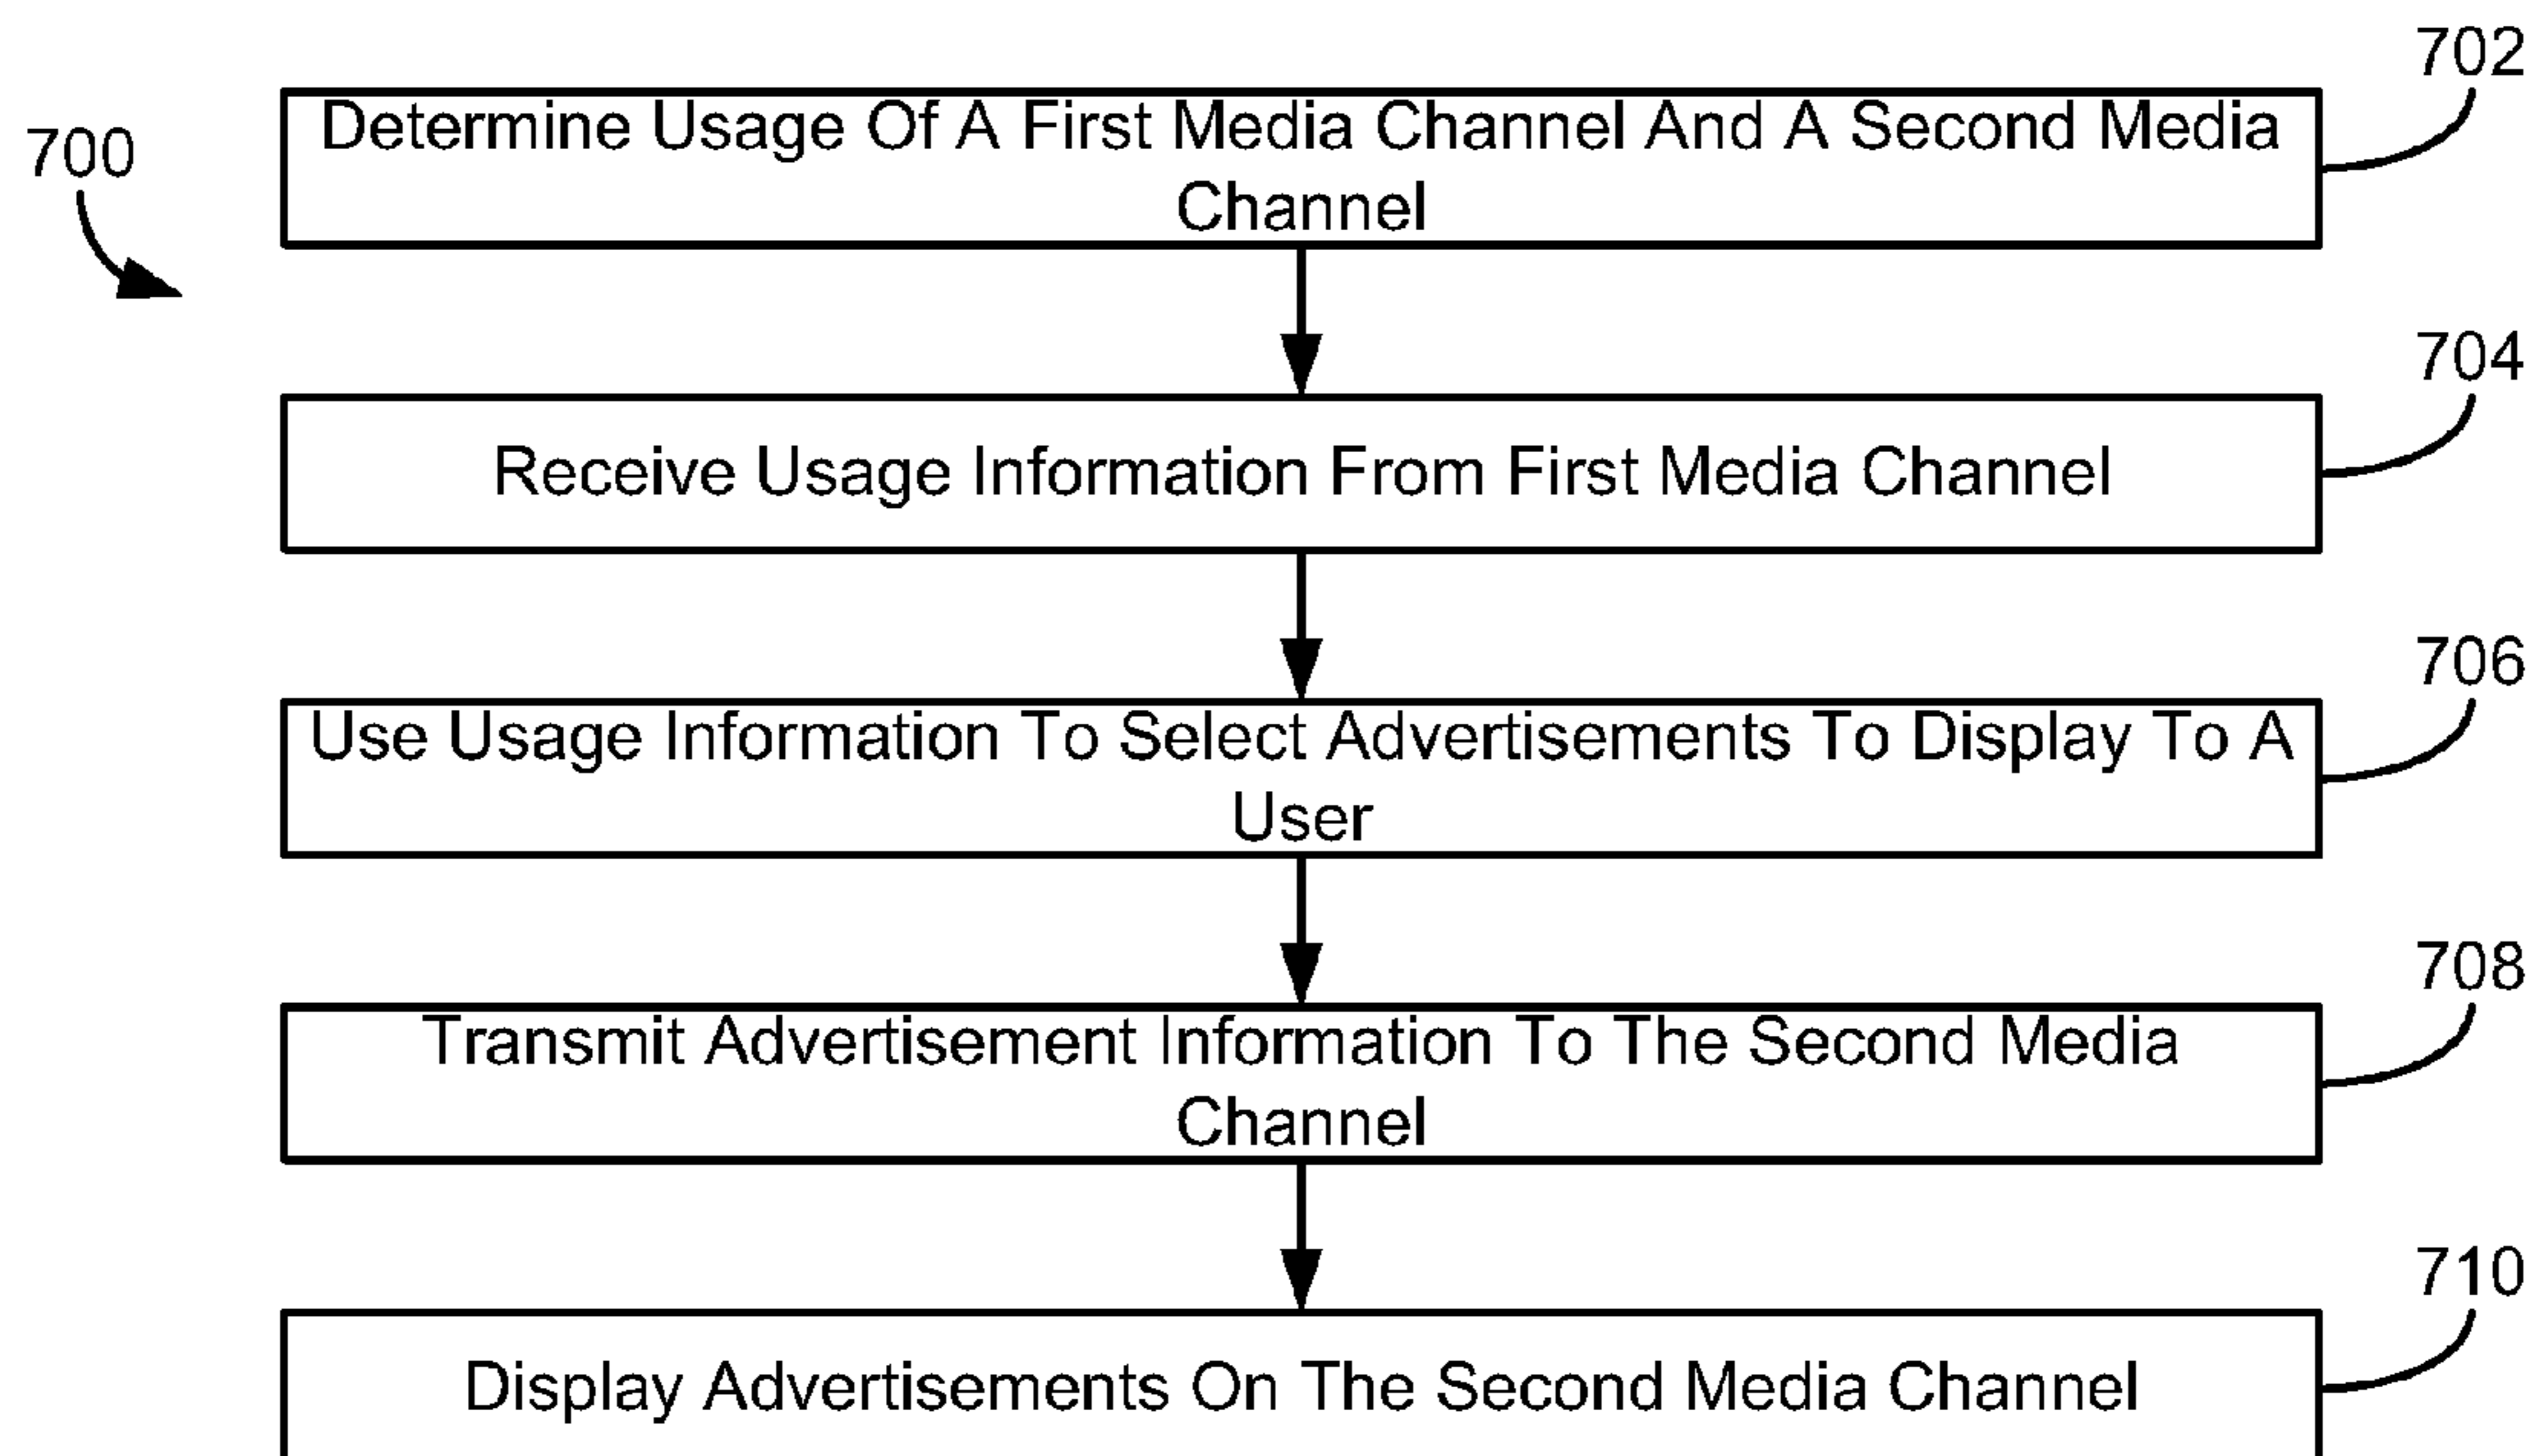 702
Determine Usage Of A First Media Channel And A Second Media
Channel
700
704
Receive Usage Information From First Media Channel
706
Use Usage Information To Select Advertisements To Display To A
User
708
Transmit Advertisement Information To The Second Media
Channel
710
Display Advertisements On The Second Media Channel